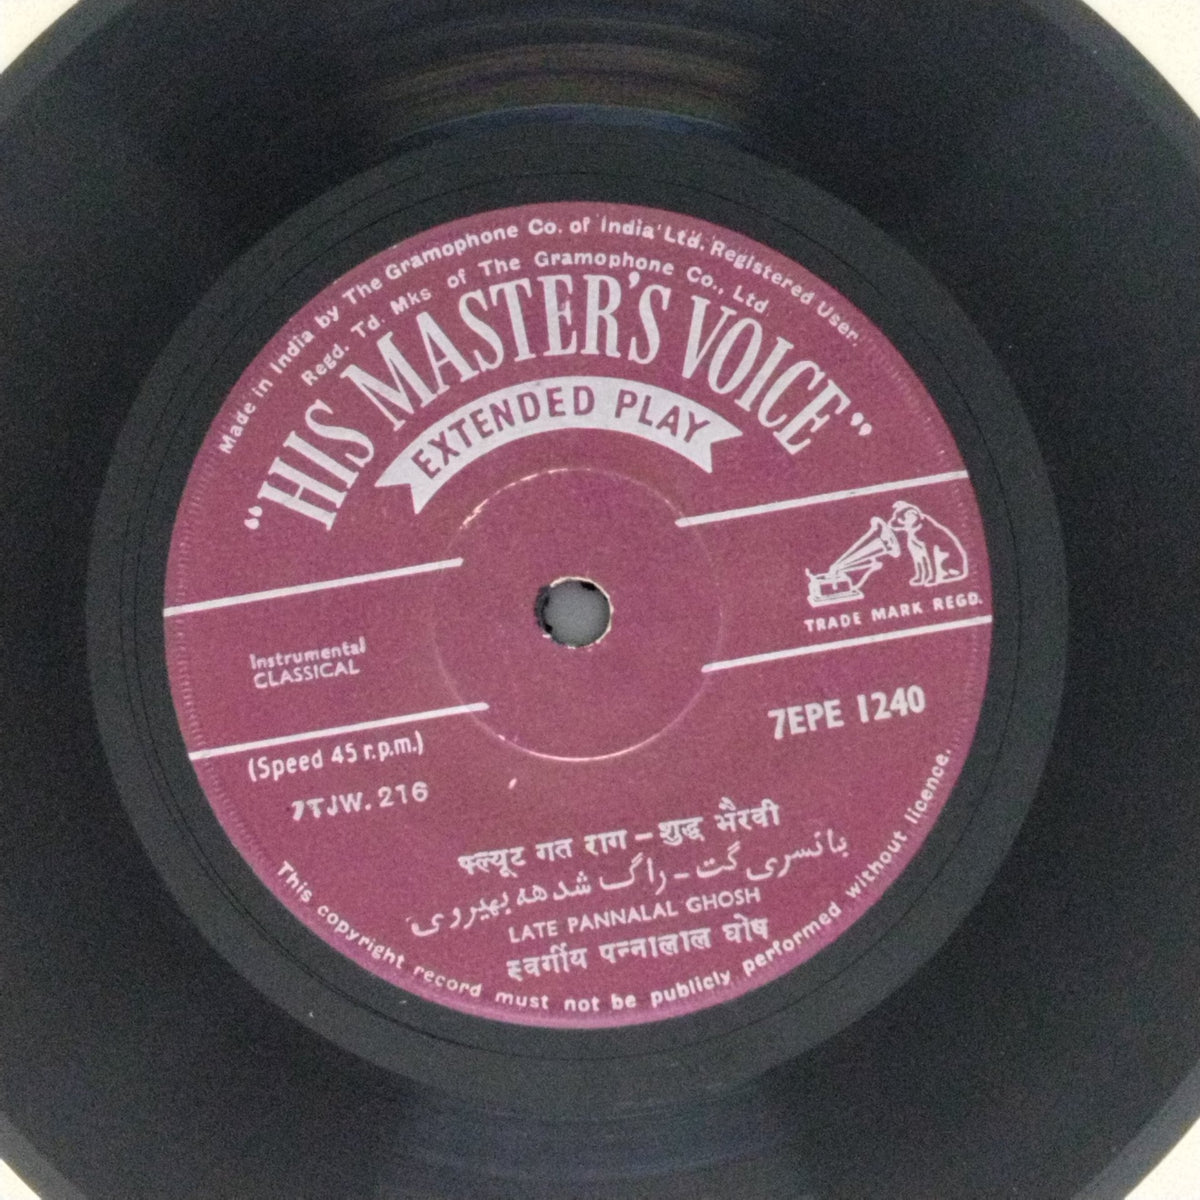 Made in India by The Gramophone Co. of India Ltd. Registered User.
Regd. Td. Mks of The Gramophone Co., Ltd
"HIS MASTER'S VOICE"
EXTENDED PLAY
TRADE MARK REGD.
Instrumental
CLASSICAL
7EPE 1240
(Speed 45 r.p.m.)
7TJW. 216
फ्ल्यूट गत राग - शुद्ध भैरवी
بانسری گت - راگ شدھ بھیروی
LATE PANNALAL GHOSH
स्वर्गीय पन्नालाल घोष
This copyright record must not be publicly performed without licence.